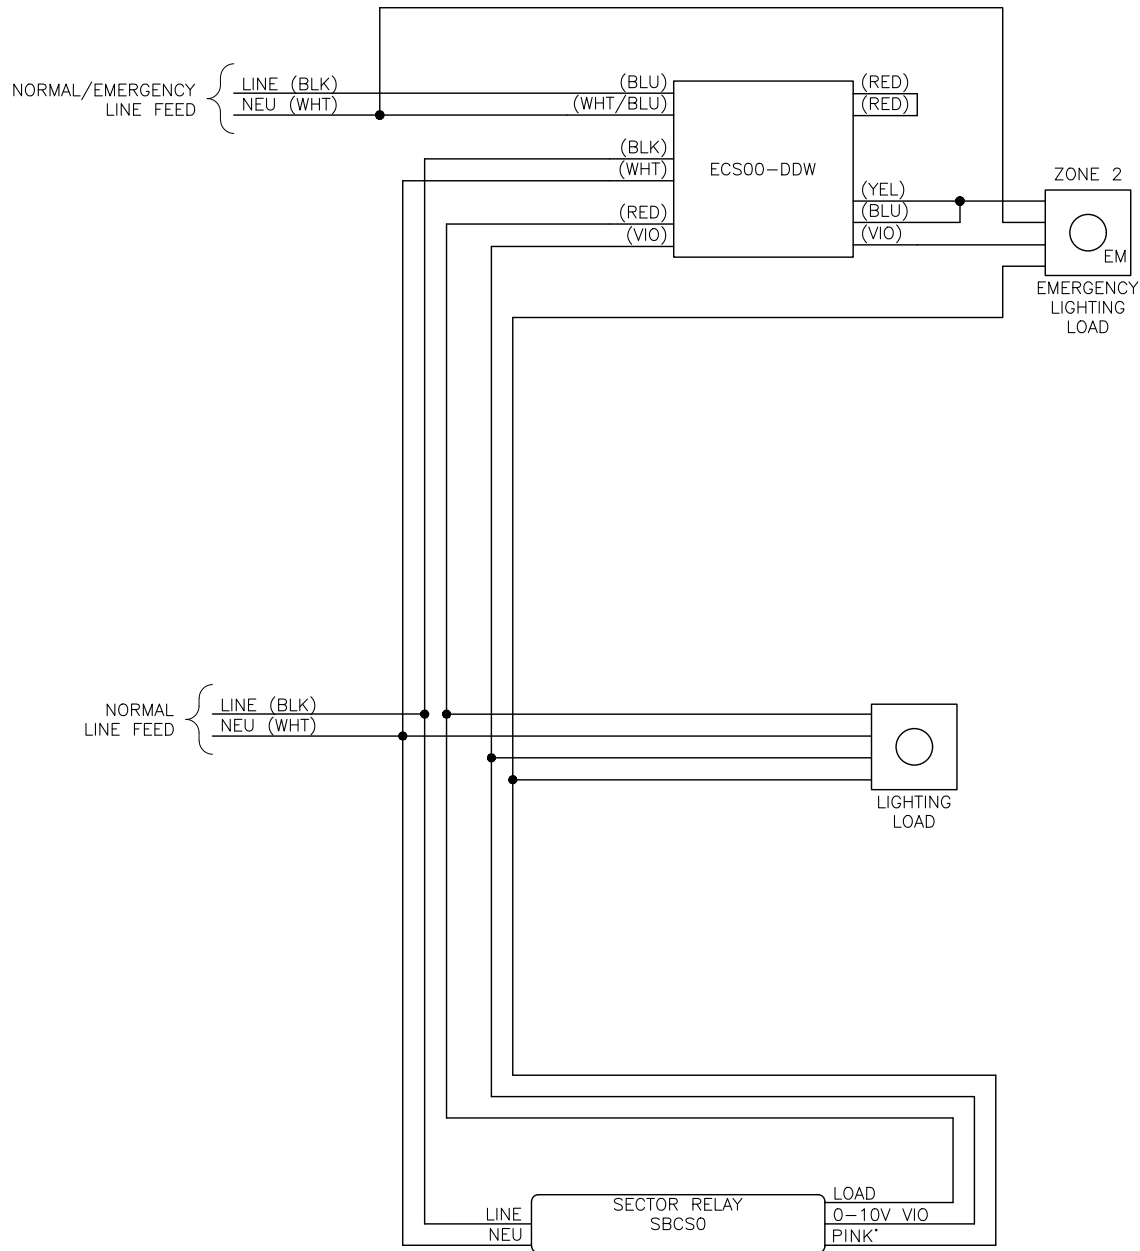 NORMAL/EMERGENCY
LINE FEED
LINE (BLK)
NEU (WHT)
(BLU)
(WHT/BLU)
(BLK)
(WHT)
(RED)
(VIO)
ECS00-DDW
(RED)
(RED)
(YEL)
(BLU)
(VIO)
ZONE 2
EM
EMERGENCY
LIGHTING
LOAD
NORMAL
LINE FEED
LINE (BLK)
NEU (WHT)
LIGHTING
LOAD
LINE
NEU
SECTOR RELAY
SBCS0
LOAD
0-10V VIO
PINK*